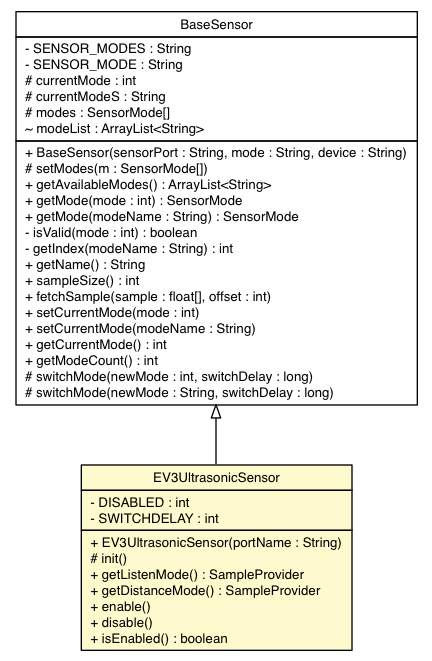 BaseSensor
- SENSOR_MODES : String
- SENSOR_MODE : String
# currentMode : int
# currentModeS : String
# modes : SensorMode[]
~ modeList : ArrayList<String>
+ BaseSensor(sensorPort : String, mode : String, device : String)
# setModes(m : SensorMode[])
+ getAvailableModes() : ArrayList<String>
+ getMode(mode : int) : SensorMode
+ getMode(modeName : String) : SensorMode
- isValid(mode : int) : boolean
- getIndex(modeName : String) : int
+ getName() : String
+ sampleSize() : int
+ fetchSample(sample : float[], offset : int)
+ setCurrentMode(mode : int)
+ setCurrentMode(modeName : String)
+ getCurrentMode() : int
+ getModeCount() : int
# switchMode(newMode : int, switchDelay : long)
# switchMode(newMode : String, switchDelay : long)
EV3UltrasonicSensor
- DISABLED : int
- SWITCHDELAY : int
+ EV3UltrasonicSensor(portName : String)
# init()
+ getListenMode() : SampleProvider
+ getDistanceMode() : SampleProvider
+ enable()
+ disable()
+ isEnabled() : boolean